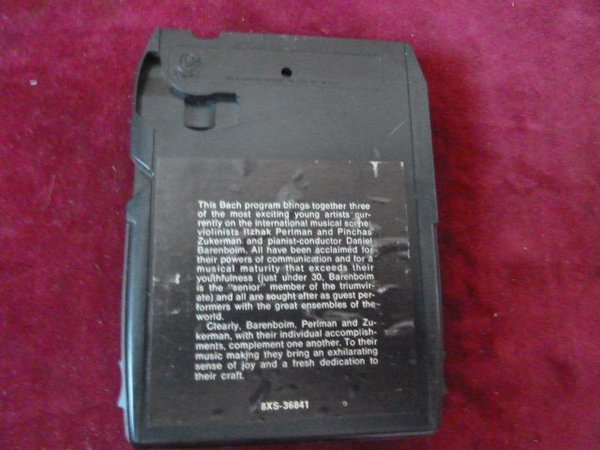 This Bach program brings together three
of the most exciting young artists cur-
rently on the international musical scene:
violinists Itzhak Perlman and Pinchas
Zukerman and pianist-conductor Daniel
Barenboim. All have been acclaimed for
their powers of communication and for a
musical maturity that exceeds their
youthfulness (just under 30, Barenboim
is the "senior" member of the triumvir-
ate) and all are sought after as guest per-
formers with the great ensembles of the
world.
Clearly, Barenboim, Perlman and Zu-
kerman, with their individual accomplish-
ments, complement one another. To their
music making they bring an exhilarating
sense of joy and a fresh dedication to
their craft.
8XS-36841